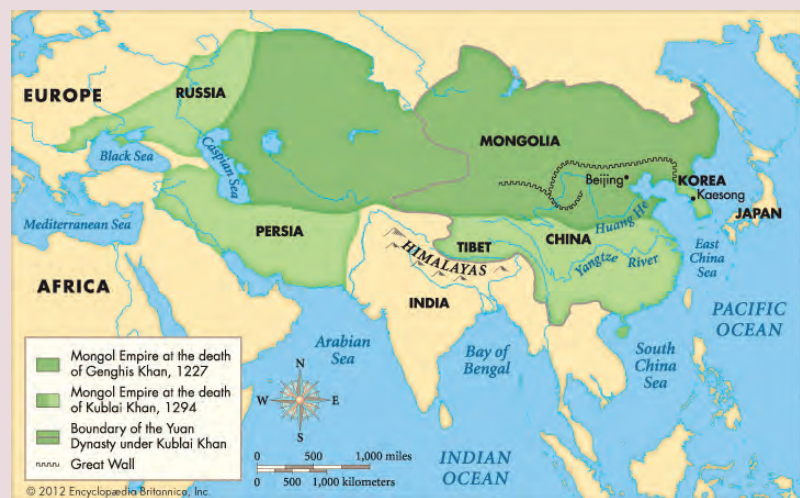 EUROPE
RUSSIA
MONGOLIA
Black Sea
Caspian Sea
Beijing
KOREA
Kaesong
Mediterranean Sea
PERSIA
TIBET
CHINA
Huang He
JAPAN
HIMALAYAS
Yangtze River
East
China
Sea
AFRICA
INDIA
PACIFIC
OCEAN
Arabian
Sea
Bay of
Bengal
South
China
Sea
Mongol Empire at the death
of Genghis Khan, 1227
Mongol Empire at the death
of Kublai Khan, 1294
Boundary of the Yuan
Dynasty under Kublai Khan
Great Wall
N
W E
S
0 500 1,000 miles
0 500 1,000 kilometers
INDIAN
OCEAN
© 2012 Encyclopædia Britannica, Inc.